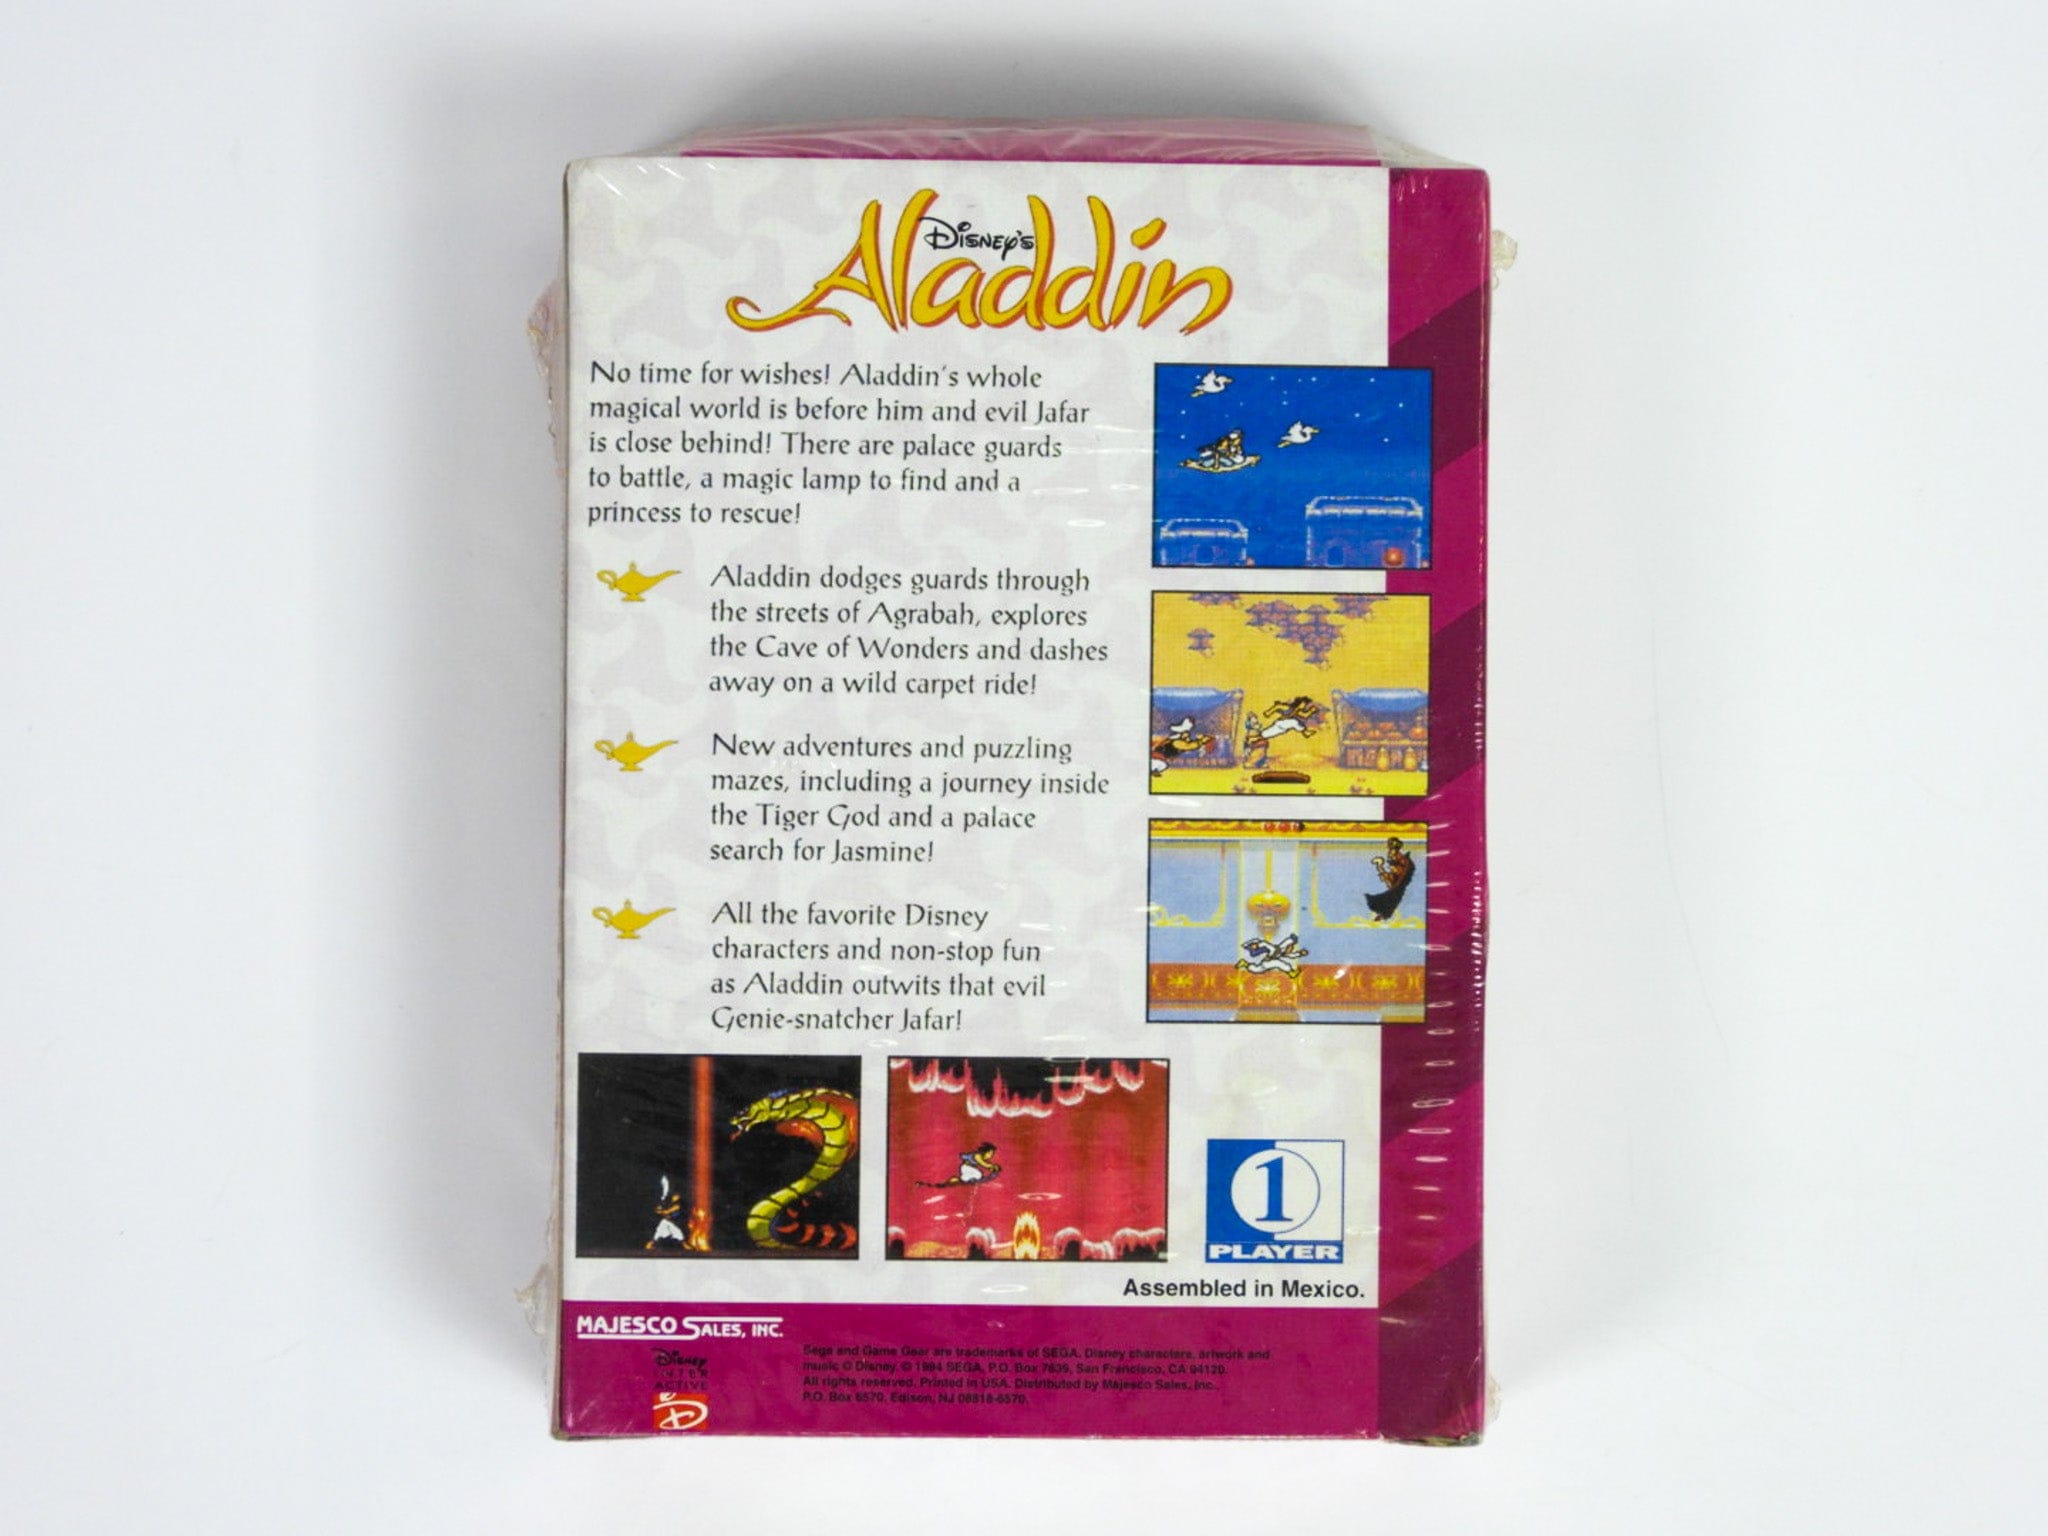 Disney's
Aladdin
No time for wishes! Aladdin's whole
magical world is before him and evil Jafar
is close behind! There are palace guards
to battle, a magic lamp to find and a
princess to rescue!
Aladdin dodges guards through
the streets of Agrabah, explores
the Cave of Wonders and dashes
away on a wild carpet ride!
New adventures and puzzling
mazes, including a journey inside
the Tiger God and a palace
search for Jasmine!
All the favorite Disney
characters and non-stop fun
as Aladdin outwits that evil
Genie-snatcher Jafar!
1
PLAYER
Assembled in Mexico.
MAJESCO SALES, INC.
Disney
INTER
ACTIVE
D
Sega and Game Gear are trademarks of SEGA. Disney characters, artwork and
music © Disney. © 1994 SEGA, P.O. Box 7639, San Francisco, CA 94120.
All rights reserved. Printed in USA. Distributed by Majesco Sales, Inc.,
P.O. Box 6570, Edison, NJ 08818-6570.